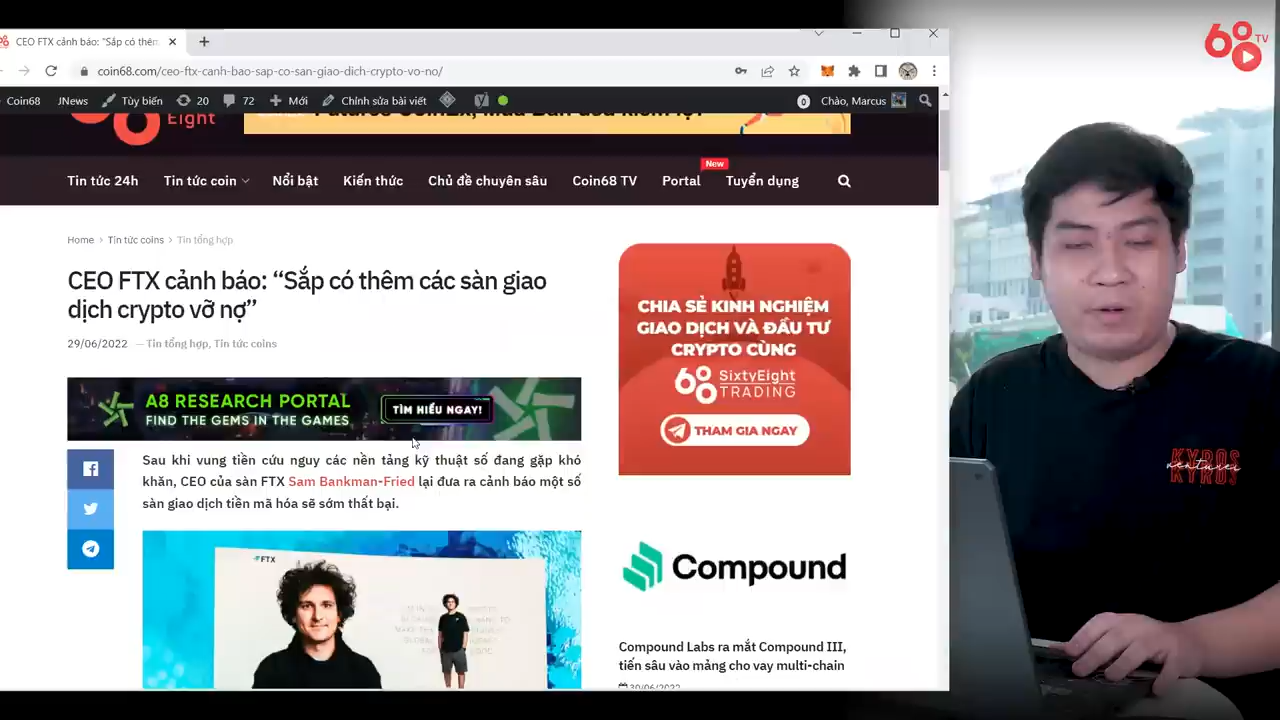 CEO FTX cảnh báo: “Sắp có thêm
coin68.com/ceo-ftx-canh-bao-sap-co-san-giao-dich-crypto-vo-no/
Coin68 JNews Tùy biến 20 72 Mới Chỉnh sửa bài viết 0 Chào, Marcus
68 TV
Eight
Tin tức 24h Tin tức coin Nổi bật Kiến thức Chủ đề chuyên sâu Coin68 TV Portal New Tuyển dụng
Home > Tin tức coins > Tin tổng hợp
CEO FTX cảnh báo: “Sắp có thêm các sàn giao
dịch crypto vỡ nợ”
29/06/2022 — Tin tổng hợp, Tin tức coins
A8 RESEARCH PORTAL
FIND THE GEMS IN THE GAMES
TÌM HIỂU NGAY!
Sau khi vung tiền cứu nguy các nền tảng kỹ thuật số đang gặp khó
khăn, CEO của sàn FTX Sam Bankman-Fried lại đưa ra cảnh báo một số
sàn giao dịch tiền mã hóa sẽ sớm thất bại.
FTX
CHIA SẺ KINH NGHIỆM
GIAO DỊCH VÀ ĐẦU TƯ
CRYPTO CÙNG
68 SixtyEight
TRADING
THAM GIA NGAY
Compound
Compound Labs ra mắt Compound III,
tiến sâu vào mảng cho vay multi-chain
30/06/2022
KYROS
ventures
KYROS